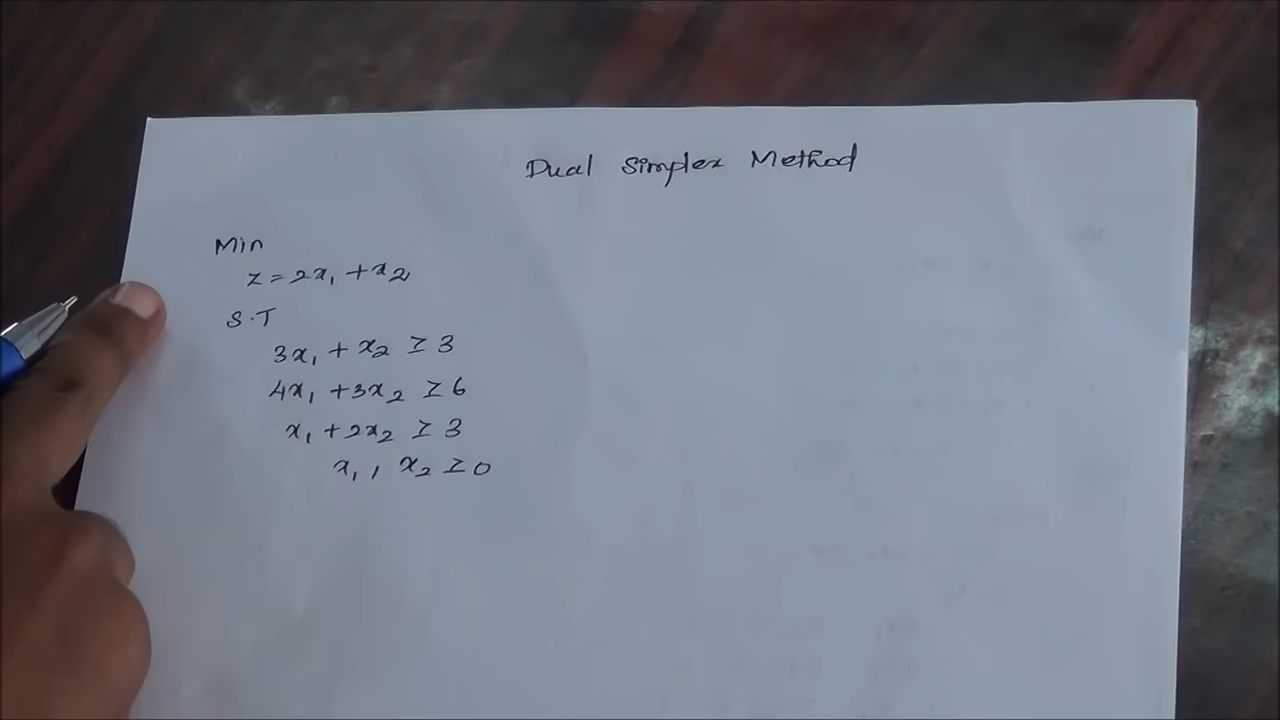 Dual Simplex Method
Min
z = 2x₁ + x₂
S.T
3x₁ + x₂ ≥ 3
4x₁ + 3x₂ ≥ 6
x₁ + 2x₂ ≥ 3
x₁, x₂ ≥ 0